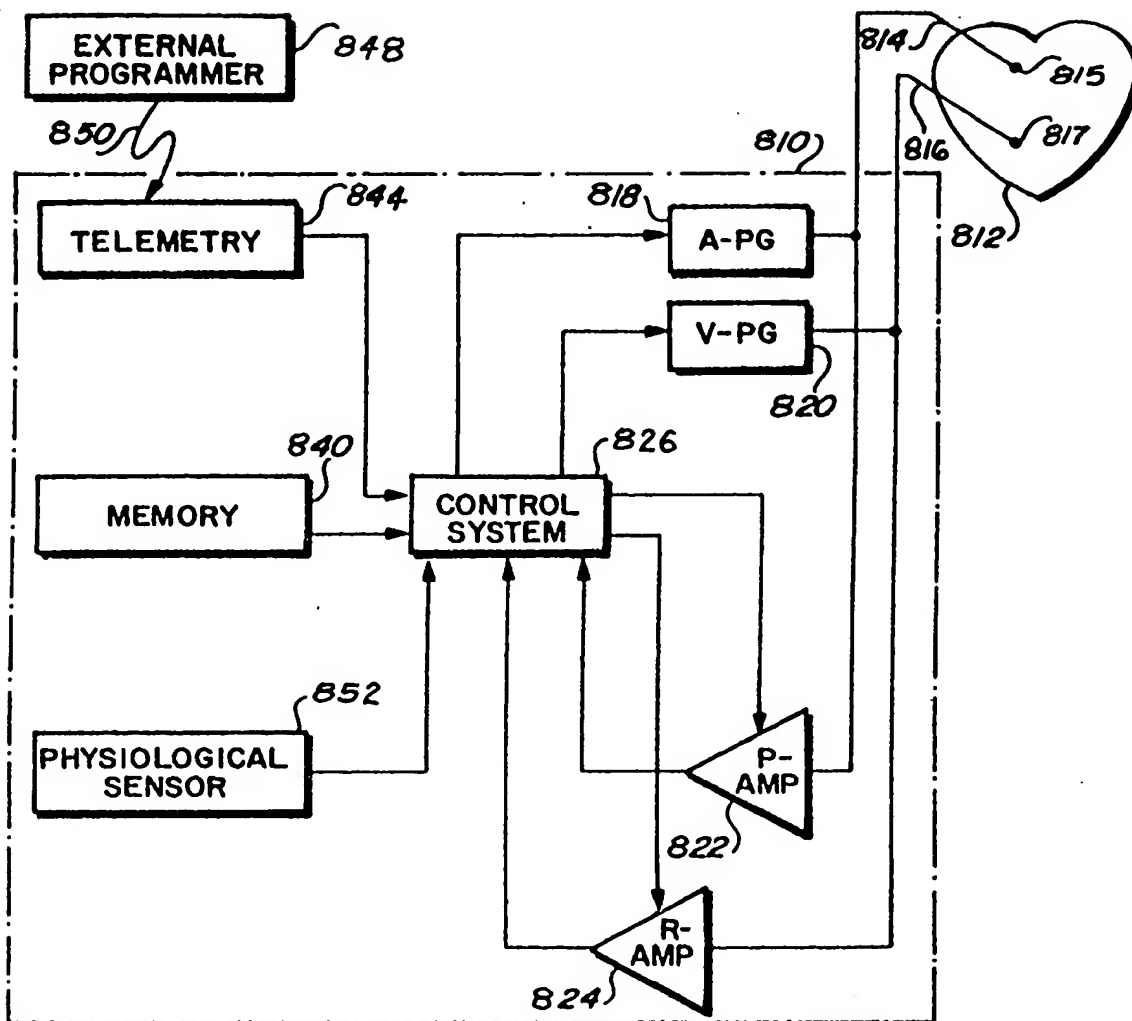 EXTERNAL
PROGRAMMER
848
850
814
815
816
817
812
810
TELEMETRY
844
818
A-PG
V-PG
820
MEMORY
840
CONTROL
SYSTEM
826
PHYSIOLOGICAL
SENSOR
852
P-
AMP
822
R-
AMP
824